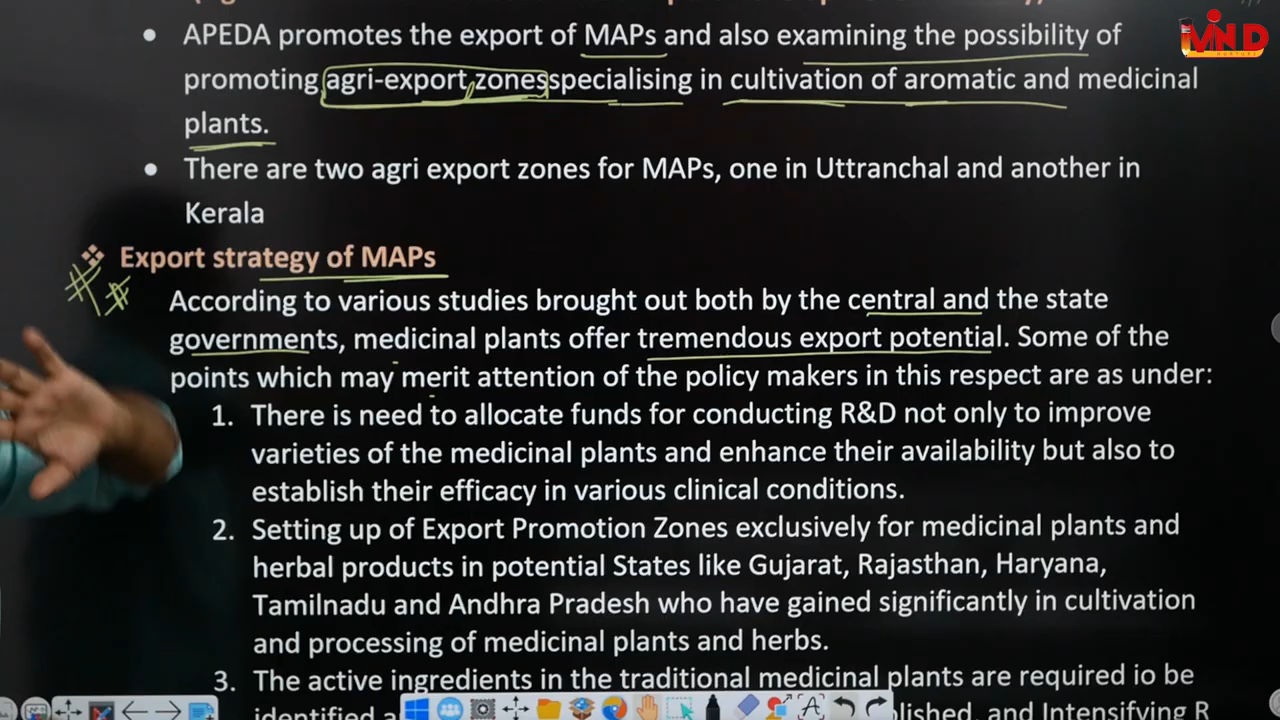 MIND
• APEDA promotes the export of MAPs and also examining the possibility of
promoting agri-export zones specialising in cultivation of aromatic and medicinal
plants.
• There are two agri export zones for MAPs, one in Uttranchal and another in
Kerala
❖ Export strategy of MAPs
According to various studies brought out both by the central and the state
governments, medicinal plants offer tremendous export potential. Some of the
points which may merit attention of the policy makers in this respect are as under:
1. There is need to allocate funds for conducting R&D not only to improve
varieties of the medicinal plants and enhance their availability but also to
establish their efficacy in various clinical conditions.
2. Setting up of Export Promotion Zones exclusively for medicinal plants and
herbal products in potential States like Gujarat, Rajasthan, Haryana,
Tamilnadu and Andhra Pradesh who have gained significantly in cultivation
and processing of medicinal plants and herbs.
3. The active ingredients in the traditional medicinal plants are required io be
identified and Intensifying R